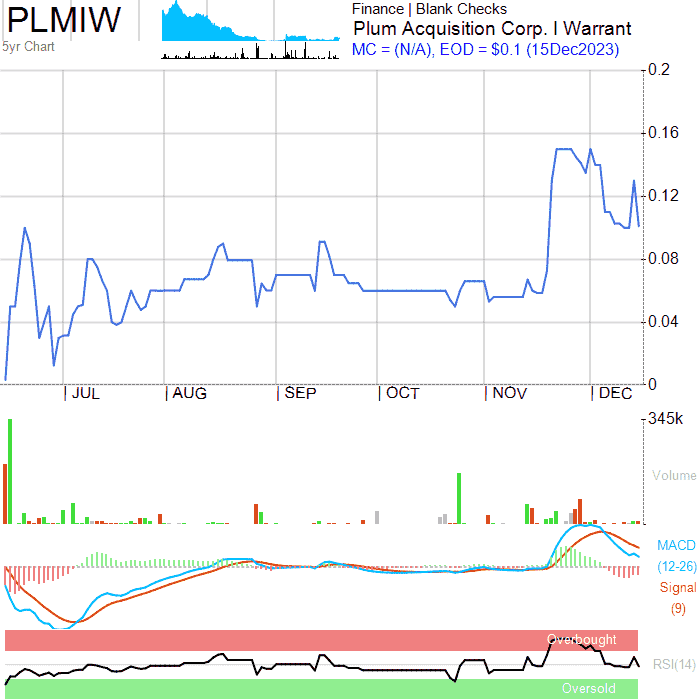 PLMIW
5yr Chart
Finance | Blank Checks
Plum Acquisition Corp. I Warrant
MC = (N/A), EOD = $0.1 (15Dec2023)
0.2
0.16
0.12
0.08
0.04
0
JUL AUG SEP OCT NOV DEC
345k
Volume
MACD
(12-26)
Signal
(9)
Overbought
RSI(14)
Oversold